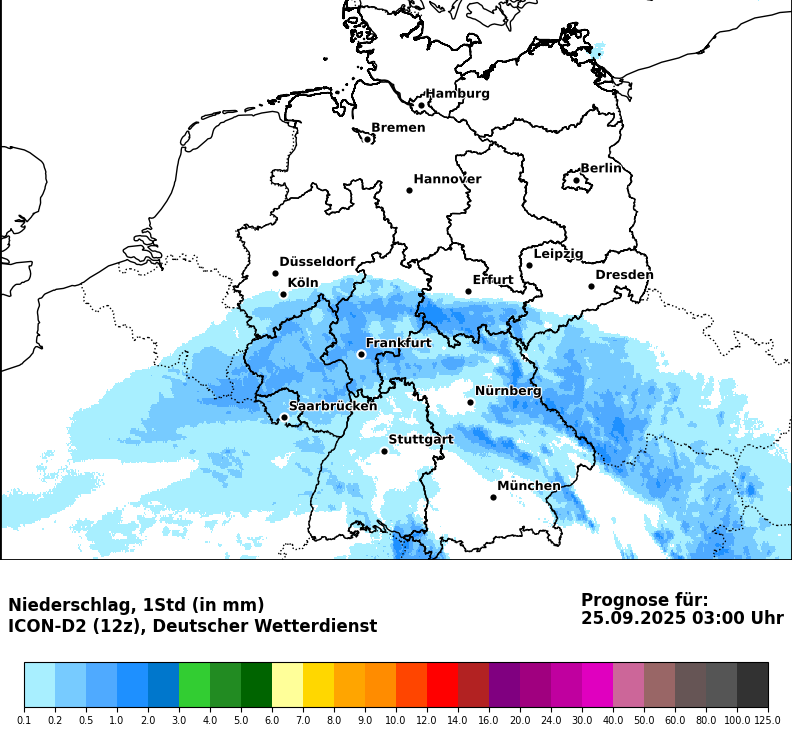 Hamburg
Bremen
Berlin
Hannover
Leipzig
Düsseldorf
Dresden
Köln
Erfurt
Frankfurt
Nürnberg
Saarbrücken
Stuttgart
München
Niederschlag, 1Std (in mm)
ICON-D2 (12z), Deutscher Wetterdienst
Prognose für:
25.09.2025 03:00 Uhr
0.1 0.2 0.5 1.0 2.0 3.0 4.0 5.0 6.0 7.0 8.0 9.0 10.0 12.0 14.0 16.0 20.0 24.0 30.0 40.0 50.0 60.0 80.0 100.0 125.0